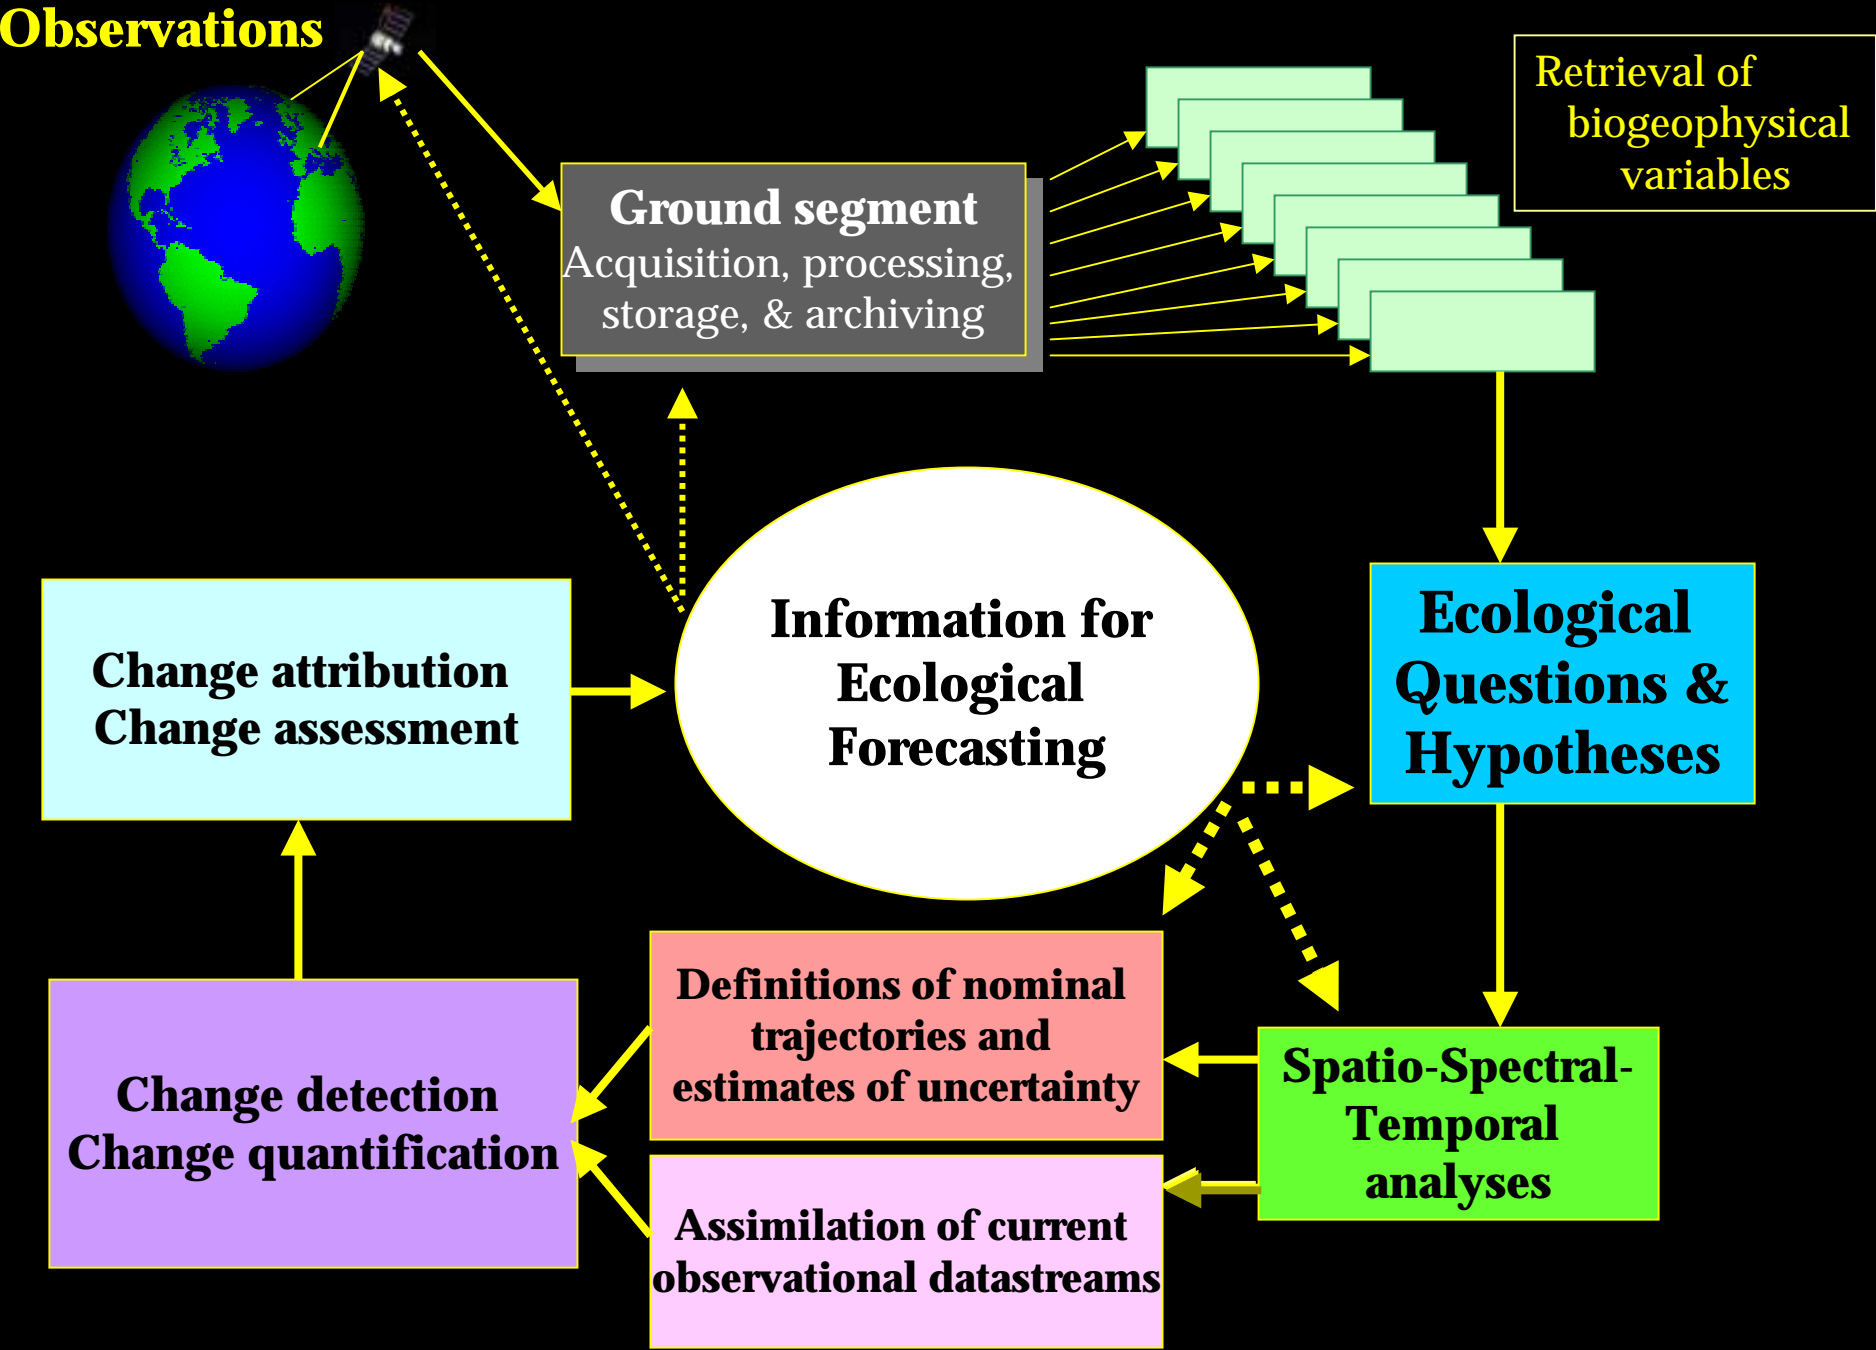 Observations
Retrieval of
biogeophysical
variables
Ground segment
Acquisition, processing,
storage, & archiving
Information for
Ecological
Forecasting
Ecological
Questions &
Hypotheses
Change attribution
Change assessment
Definitions of nominal
trajectories and
estimates of uncertainty
Spatio-Spectral-
Temporal
analyses
Change detection
Change quantification
Assimilation of current
observational datastreams